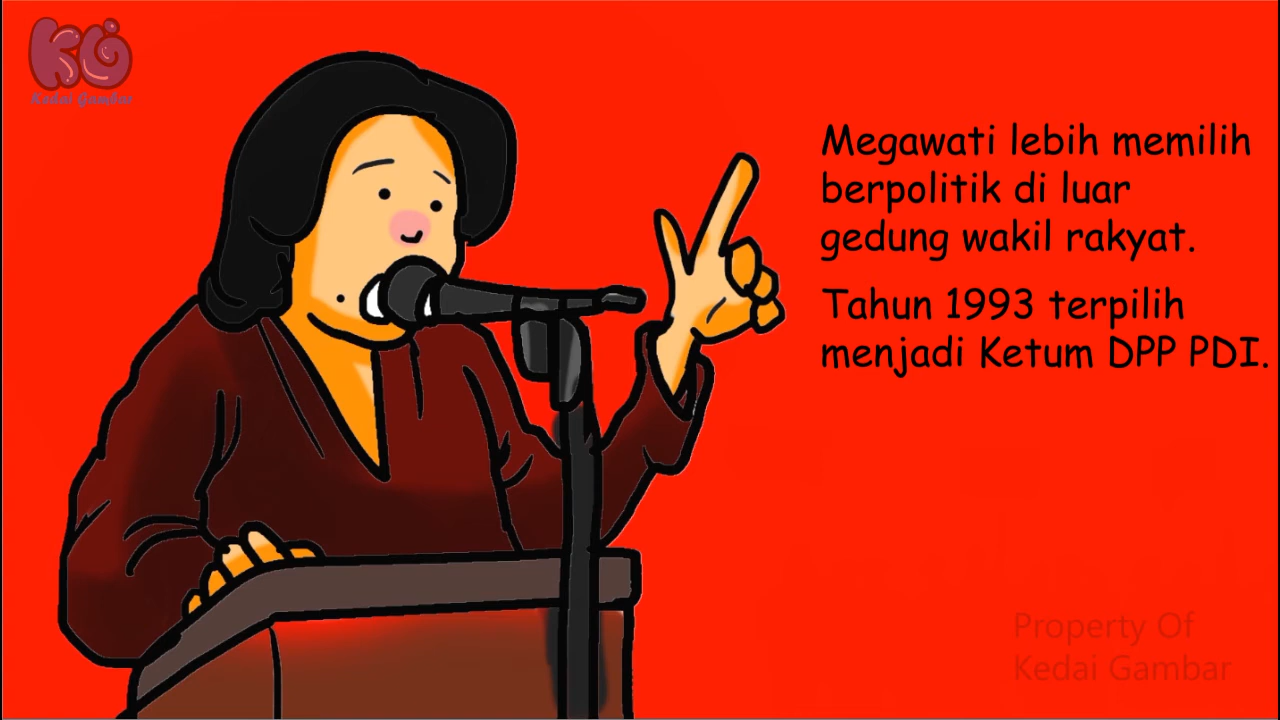 Kedai Gambar
Megawati lebih memilih
berpolitik di luar
gedung wakil rakyat.
Tahun 1993 terpilih
menjadi Ketum DPP PDI.
Property Of
Kedai Gambar